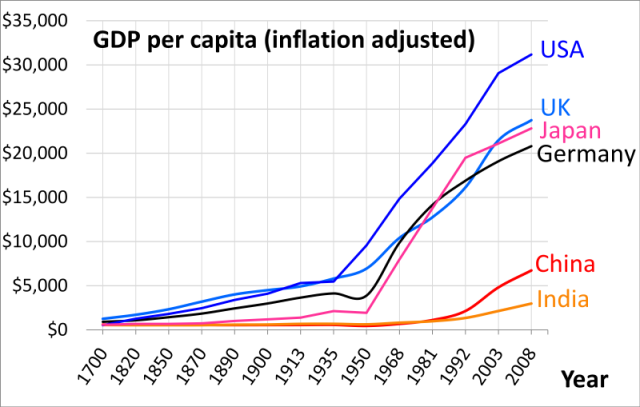 GDP per capita (inflation adjusted)
$35,000
$30,000
$25,000
$20,000
$15,000
$10,000
$5,000
$0
USA
UK
Japan
Germany
China
India
1700
1820
1850
1870
1890
1900
1913
1935
1950
1968
1981
1992
2003
2008
Year